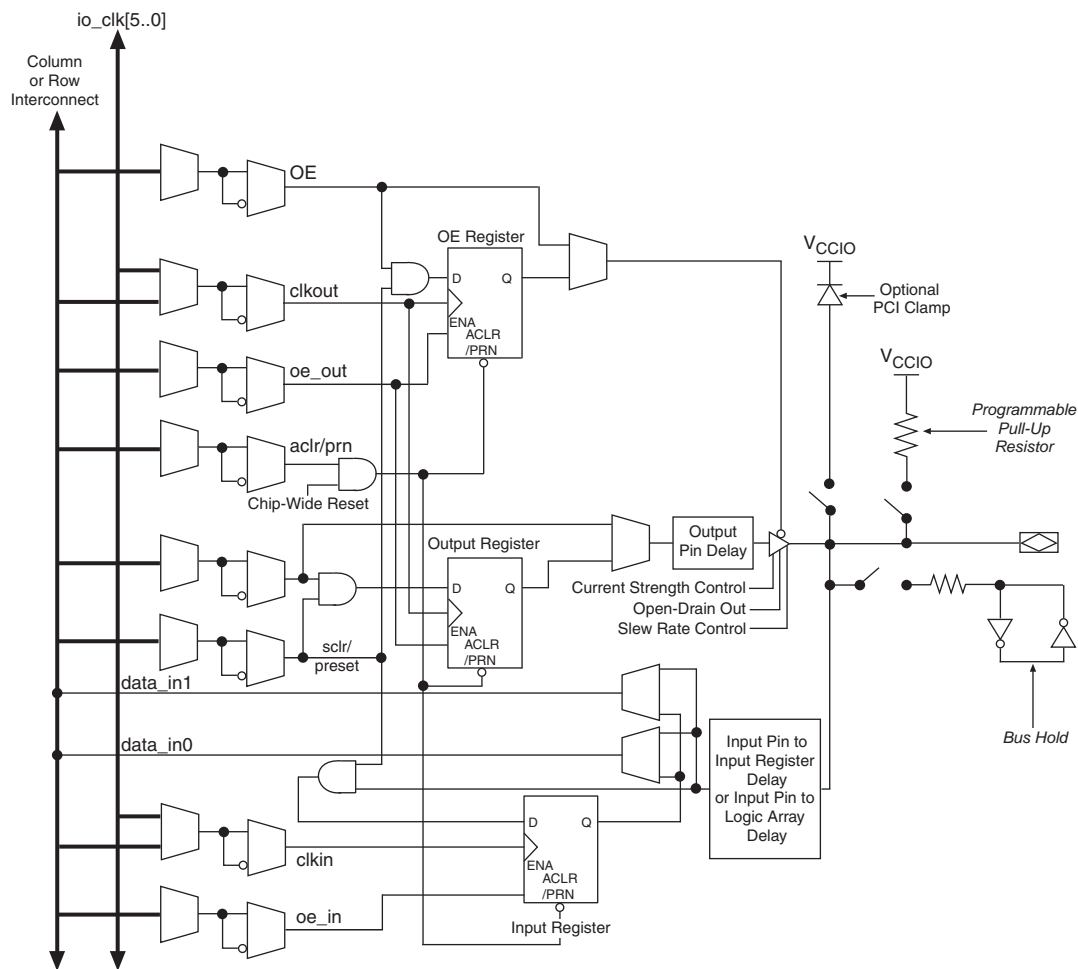 io_clk[5..0]
Column
or Row
Interconnect
OE
OE Register
D
Q
ENA
ACLR
/PRN
clkout
oe_out
aclr/prn
Chip-Wide Reset
VCCIO
Optional
PCI Clamp
VCCIO
Programmable
Pull-Up
Resistor
Output Register
D
Q
ENA
ACLR
/PRN
Output
Pin Delay
Current Strength Control
Open-Drain Out
Slew Rate Control
sclr/
preset
data_in1
data_in0
Bus Hold
Input Pin to
Input Register
Delay
or Input Pin to
Logic Array
Delay
D
Q
ENA
ACLR
/PRN
clkin
oe_in
Input Register